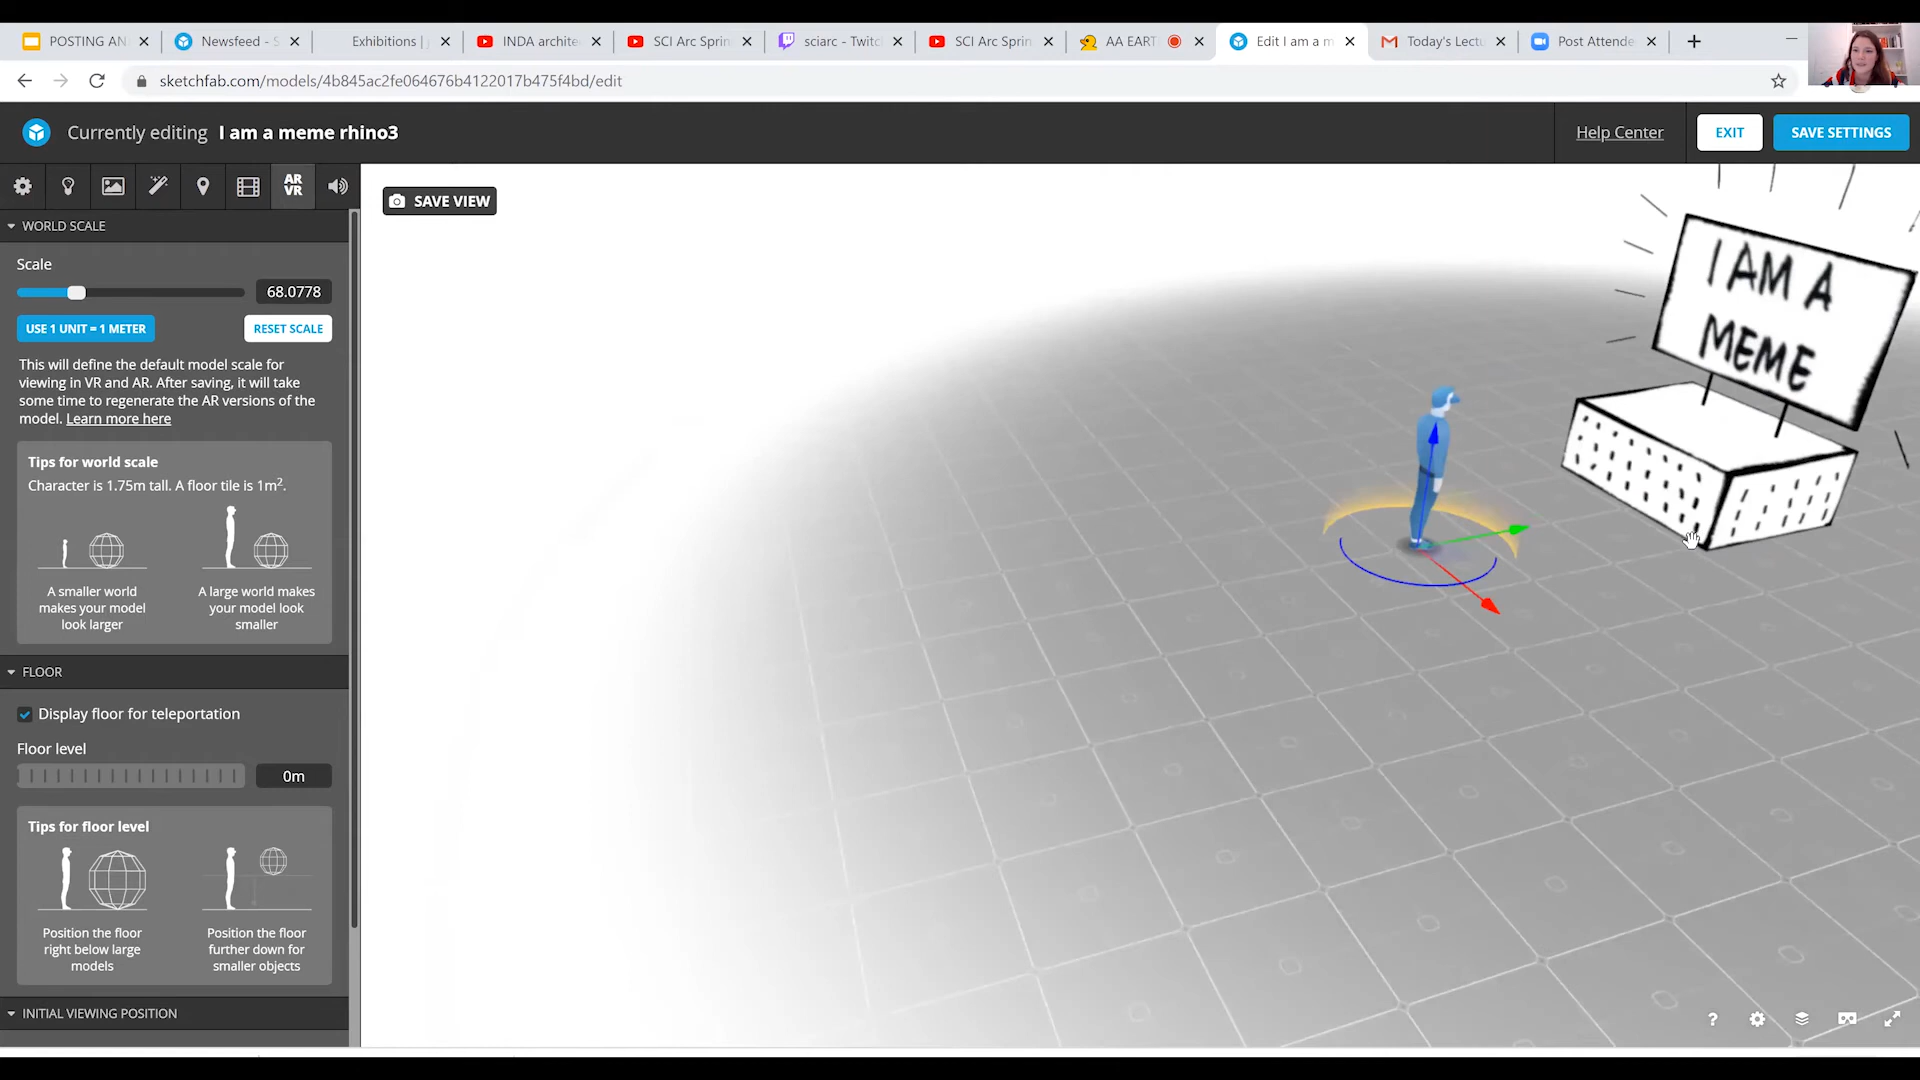 POSTING AN
Newsfeed - S
Exhibitions |
INDA archite
SCI Arc Sprin
sciarc - Twitc
SCI Arc Sprin
AA EART
Edit I am a m
Today's Lectu
Post Attende
sketchfab.com/models/4b845ac2fe064676b4122017b475f4bd/edit
Currently editing I am a meme rhino3
Help Center
EXIT
SAVE SETTINGS
AR
VR
SAVE VIEW
WORLD SCALE
Scale
68.0778
USE 1 UNIT = 1 METER
RESET SCALE
This will define the default model scale for
viewing in VR and AR. After saving, it will take
some time to regenerate the AR versions of the
model. Learn more here
Tips for world scale
Character is 1.75m tall. A floor tile is 1m².
A smaller world
makes your model
look larger
A large world makes
your model look
smaller
FLOOR
Display floor for teleportation
Floor level
0m
Tips for floor level
Position the floor
right below large
models
Position the floor
further down for
smaller objects
INITIAL VIEWING POSITION
I AM A
MEME
?